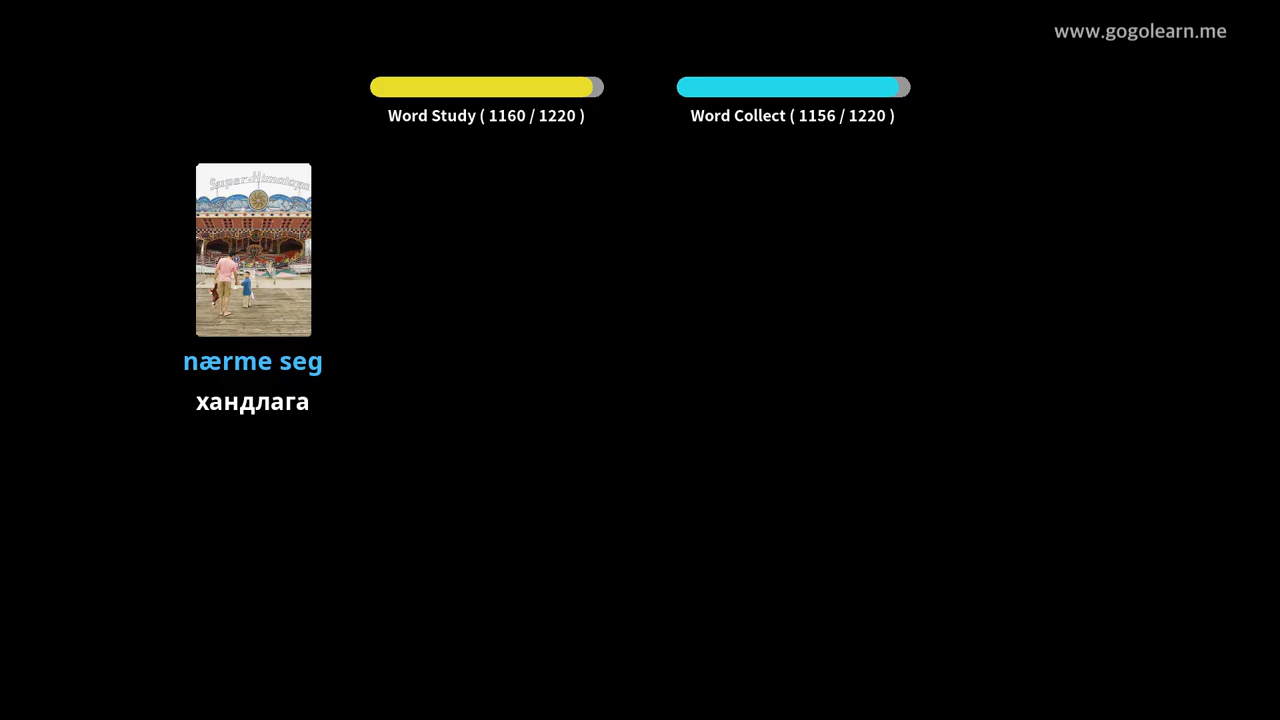 www.gogolearn.me
Word Study ( 1160 / 1220 )
Word Collect ( 1156 / 1220 )
nærme seg
хандлага